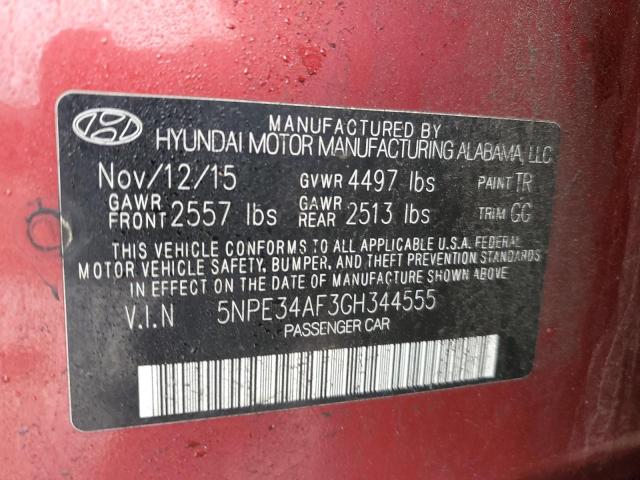 MANUFACTURED BY
HYUNDAI MOTOR MANUFACTURING ALABAMA, LLC
Nov/12/15 GVWR 4497 lbs PAINT TR
GAWR FRONT 2557 lbs GAWR REAR 2513 lbs TRIM GG
THIS VEHICLE CONFORMS TO ALL APPLICABLE U.S.A. FEDERAL
MOTOR VEHICLE SAFETY, BUMPER, AND THEFT PREVENTION STANDARDS
IN EFFECT ON THE DATE OF MANUFACTURE SHOWN ABOVE
V.I.N 5NPE34AF3GH344555
PASSENGER CAR